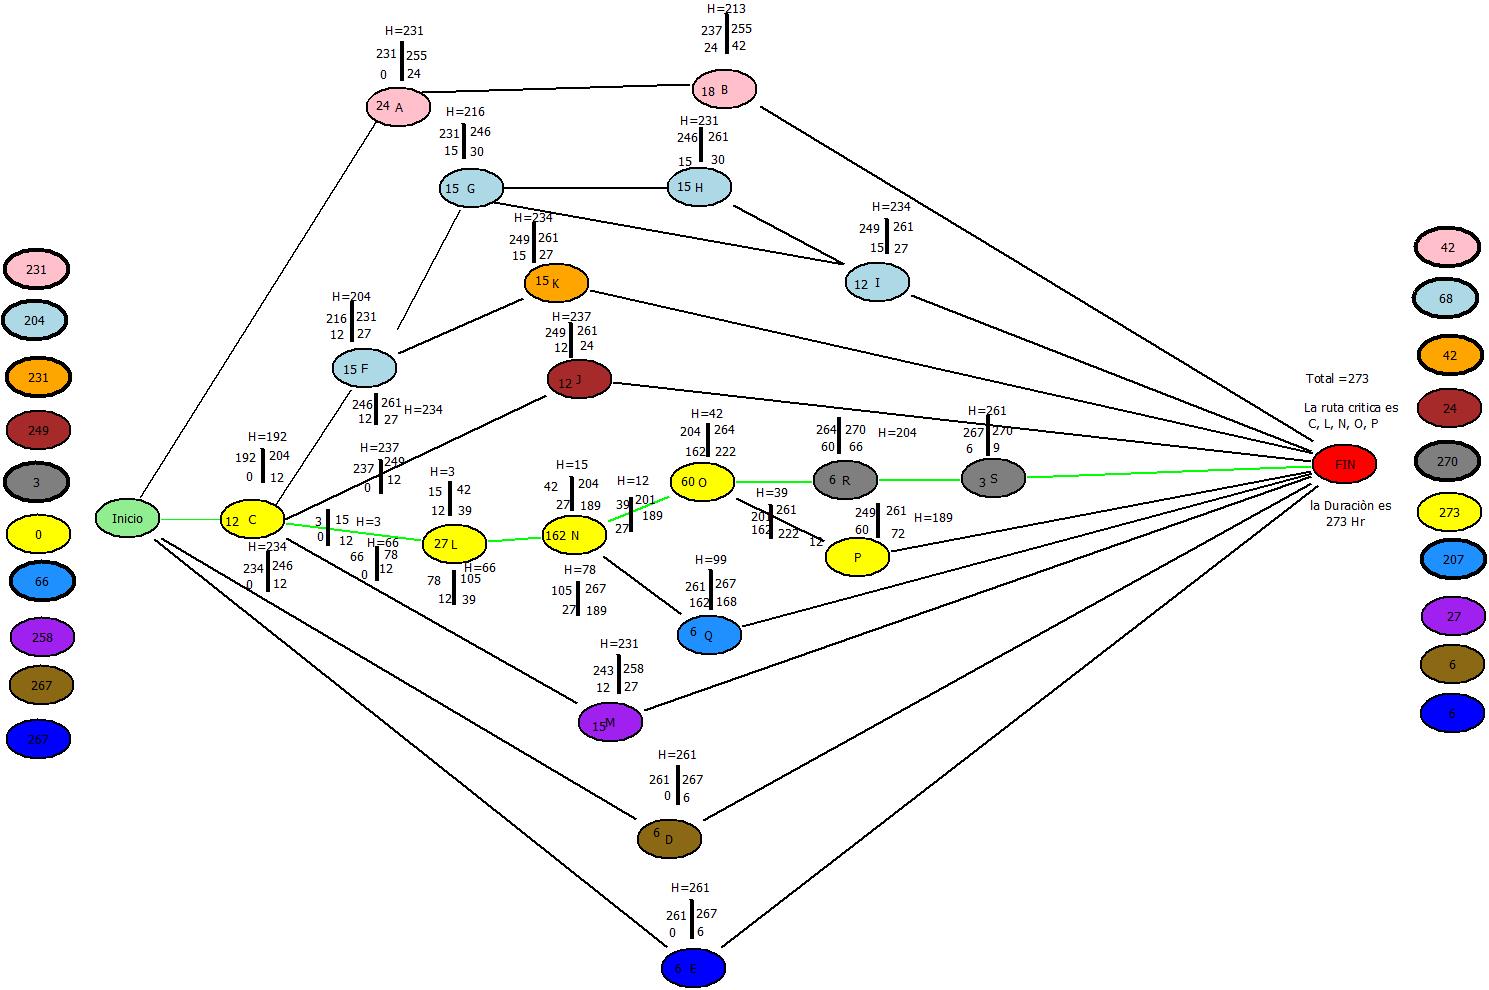 H=213
237 255
24 42
18 B
H=231
231 255
0 24
24 A
H=216
231 246
15 30
15 G
H=231
246 261
15 30
15 H
H=234
249 261
15 27
12 I
H=234
249 261
15 27
15 K
H=204
216 231
12 27
15 F
246 261 H=234
12 27
H=237
249 261
12 24
12 J
231
204
231
249
3
0
66
258
267
267
H=192
192 204
0 12
12 C
Inicio
H=237
237 249
0 12
3 15 H=3
0 12
H=66
66 78
0 12
H=234
234 246
0 12
H=3
15 42
12 39
27 L
H=66
78 105
12 39
H=15
42 204
27 189
162 N
H=78
105 267
27 189
H=12
39 201
27 189
H=42
204 264
162 222
60 O
264 270 H=204
60 66
6 R
H=261
267 270
6 9
3 S
H=39
201 261
162 222
249 261 H=189
60 72
12 P
H=99
261 267
162 168
6 Q
H=231
243 258
12 27
15 M
H=261
261 267
0 6
6 D
H=261
261 267
0 6
6 E
Total =273
La ruta critica es
C, L, N, O, P
FIN
la Duraciòn es
273 Hr
42
68
42
24
270
273
207
27
6
6